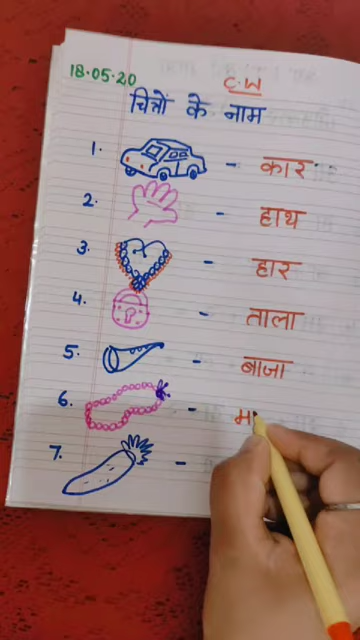 18.05.20
C.W
चित्रों के नाम
1. - कार
2. - हाथ
3. - हार
4. - ताला
5. - बाजा
6. - म
7. -